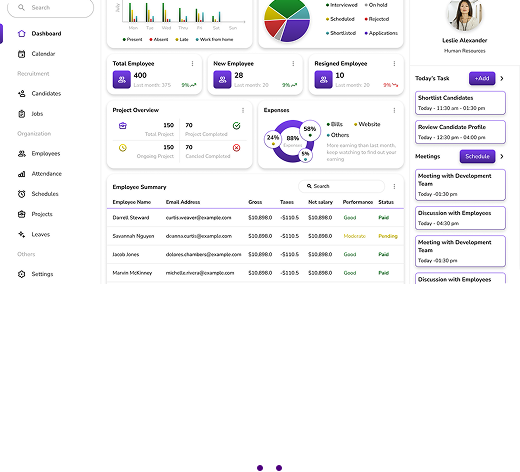 Search
Dashboard
Calendar
Recruitment
Candidates
Jobs
Organization
Employees
Attendance
Schedules
Projects
Leaves
Others
Settings
Mon Tue Wed Thu Fri Sat Sun
Present Absent Late Work from home
Interviewed On hold
Scheduled Rejected
Shortlisted Applications
Total Employee
400
Last month: 375 9%
New Employee
28
Last month: 20 9%
Resigned Employee
10
Last month: 20 9%
Project Overview
150 70
Total Project Project Completed
150 70
Ongoing Project Cancled Completed
Expenses
24% 88% 58%
Expenses
5%
Bills Website
Others
More earning than last month,
keep watching to find out your
earning
Employee Summary
Search
Employee Name Email Address Gross Taxes Net salary Performance Status
Darrell Steward curtis.weaver@example.com $10,898.0 -$110.5 $10,898.0 Good Paid
Savannah Nguyen deanna.curtis@example.com $10,898.0 -$110.5 $10,898.0 Moderate Pending
Jacob Jones dolores.chambers@example.com $10,898.0 -$110.5 $10,898.0 Good Paid
Marvin McKinney michelle.rivera@example.com $10,898.0 -$110.5 $10,898.0 Good Paid
Leslie Alexander
Human Resources
Today's Task +Add
Shortlist Candidates
Today - 11:30 am - 01:30 pm
Review Candidate Profile
Today - 12:30 pm - 04:00 pm
Meetings Schedule
Meeting with Development
Team
Today -01:30 pm
Discussion with Employees
Today - 04:30 pm
Meeting with Development
Team
Today -01:30 pm
Discussion with Employees